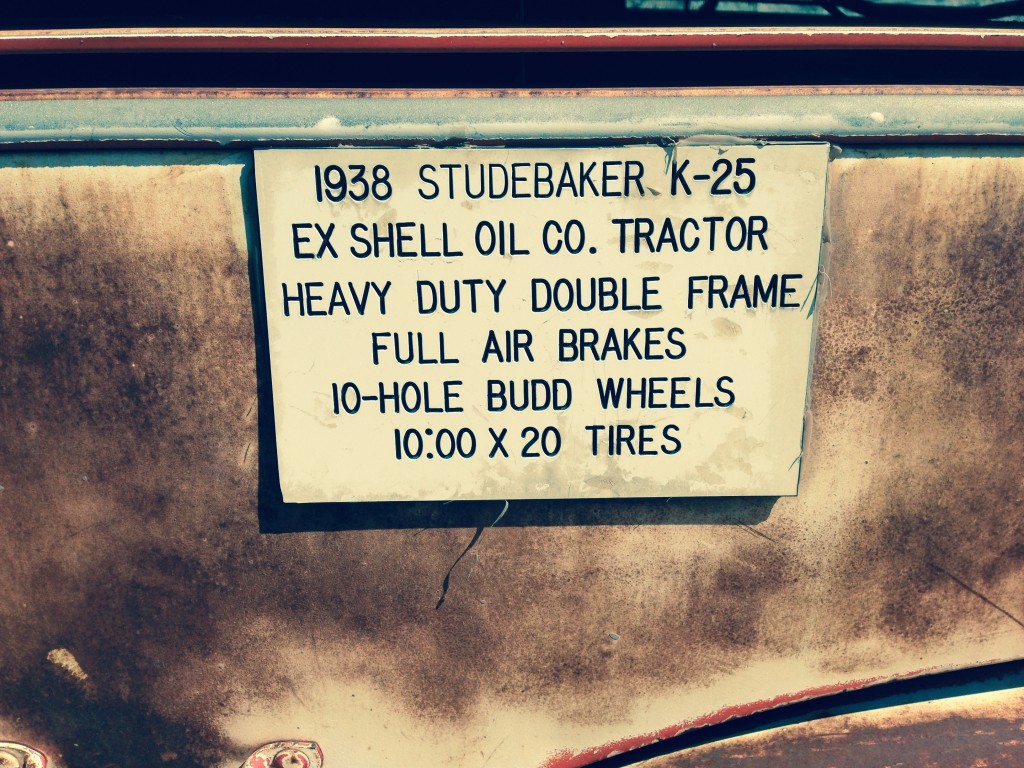 1938 STUDEBAKER K-25
EX SHELL OIL CO. TRACTOR
HEAVY DUTY DOUBLE FRAME
FULL AIR BRAKES
10-HOLE BUDD WHEELS
10:00 X 20 TIRES